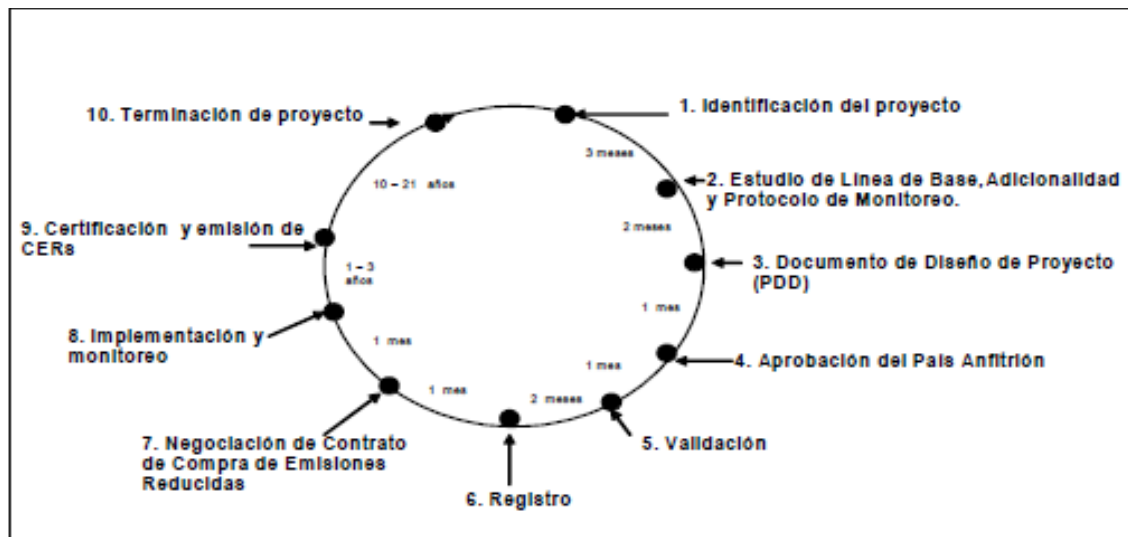 1. Identificación del proyecto
3 meses
2. Estudio de Línea de Base, Adicionalidad
y Protocolo de Monitoreo.
2 meses
3. Documento de Diseño de Proyecto
(PDD)
1 mes
4. Aprobación del País Anfitrión
1 mes
5. Validación
2 meses
6. Registro
1 mes
7. Negociación de Contrato
de Compra de Emisiones
Reducidas
1 mes
8. Implementación y
monitoreo
1 – 3
años
9. Certificación y emisión de
CERs
10 – 21 años
10. Terminación de proyecto